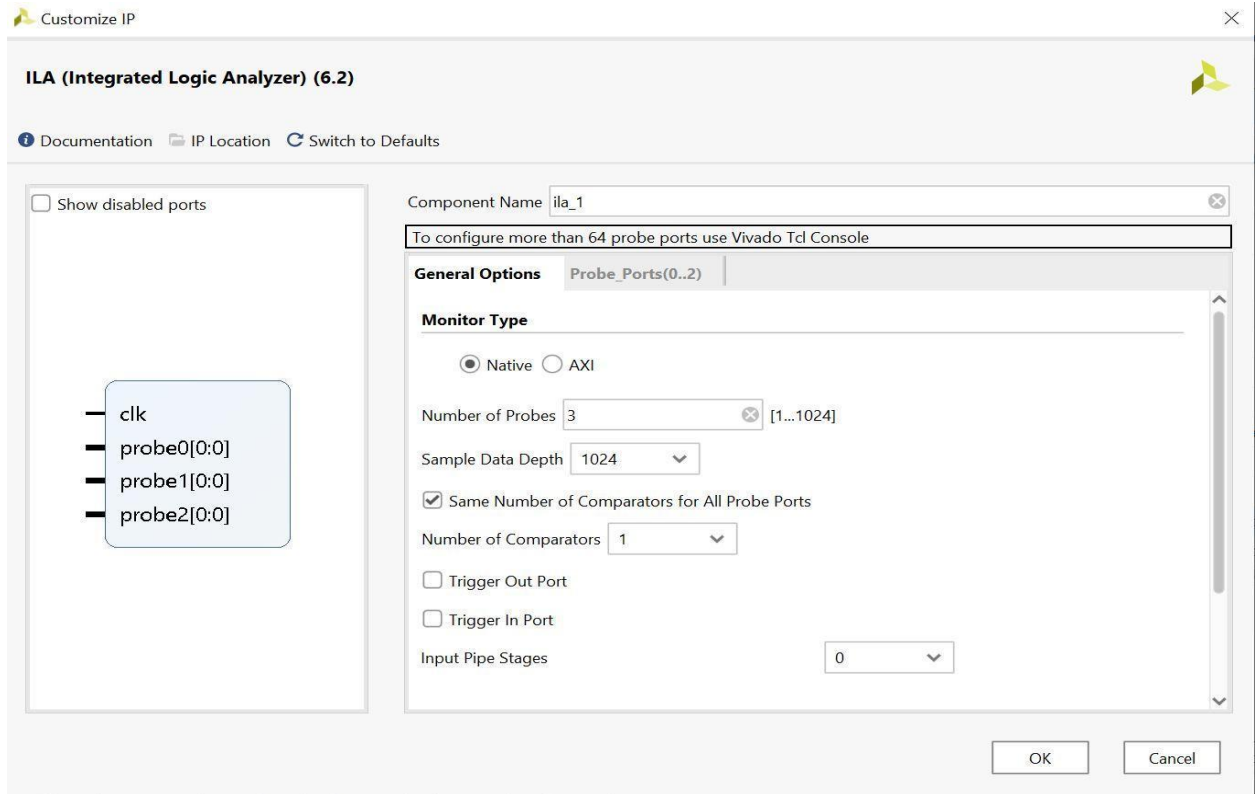 Customize IP
ILA (Integrated Logic Analyzer) (6.2)
Documentation IP Location Switch to Defaults
Show disabled ports
clk
probe0[0:0]
probe1[0:0]
probe2[0:0]
Component Name ila_1
To configure more than 64 probe ports use Vivado Tcl Console
General Options Probe_Ports(0..2)
Monitor Type
Native AXI
Number of Probes 3 [1...1024]
Sample Data Depth 1024
Same Number of Comparators for All Probe Ports
Number of Comparators 1
Trigger Out Port
Trigger In Port
Input Pipe Stages 0
OK Cancel